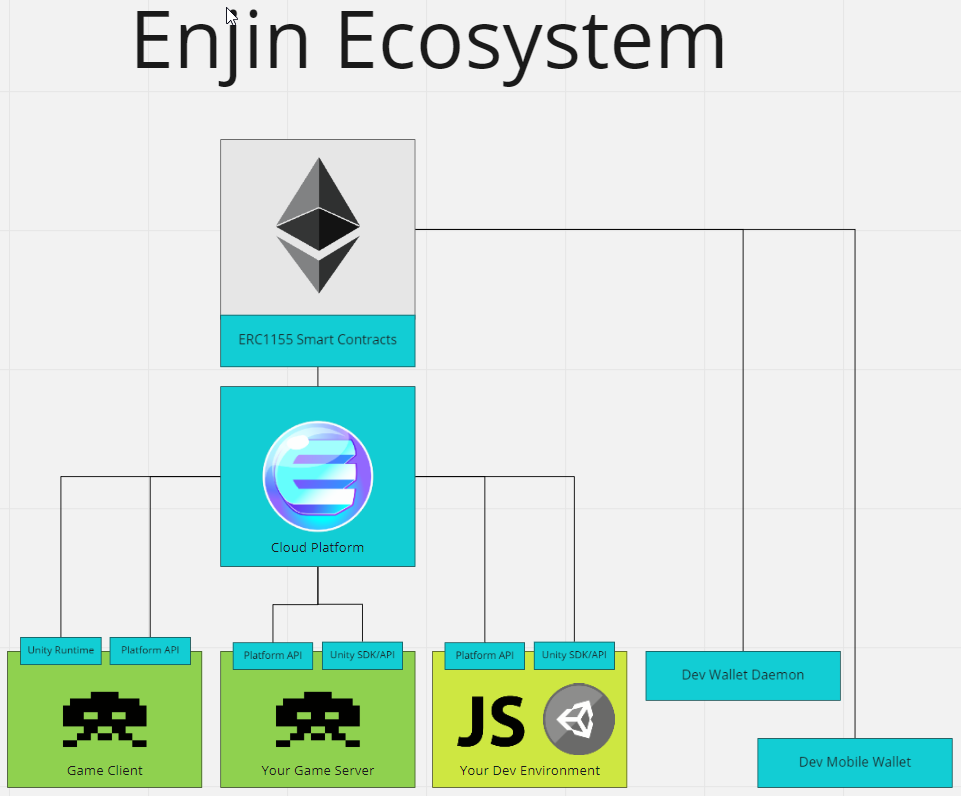 Enjin Ecosystem
ERC1155 Smart Contracts
Cloud Platform
Unity Runtime
Platform API
Platform API
Unity SDK/API
Platform API
Unity SDK/API
Game Client
Your Game Server
JS
Your Dev Environment
Dev Wallet Daemon
Dev Mobile Wallet